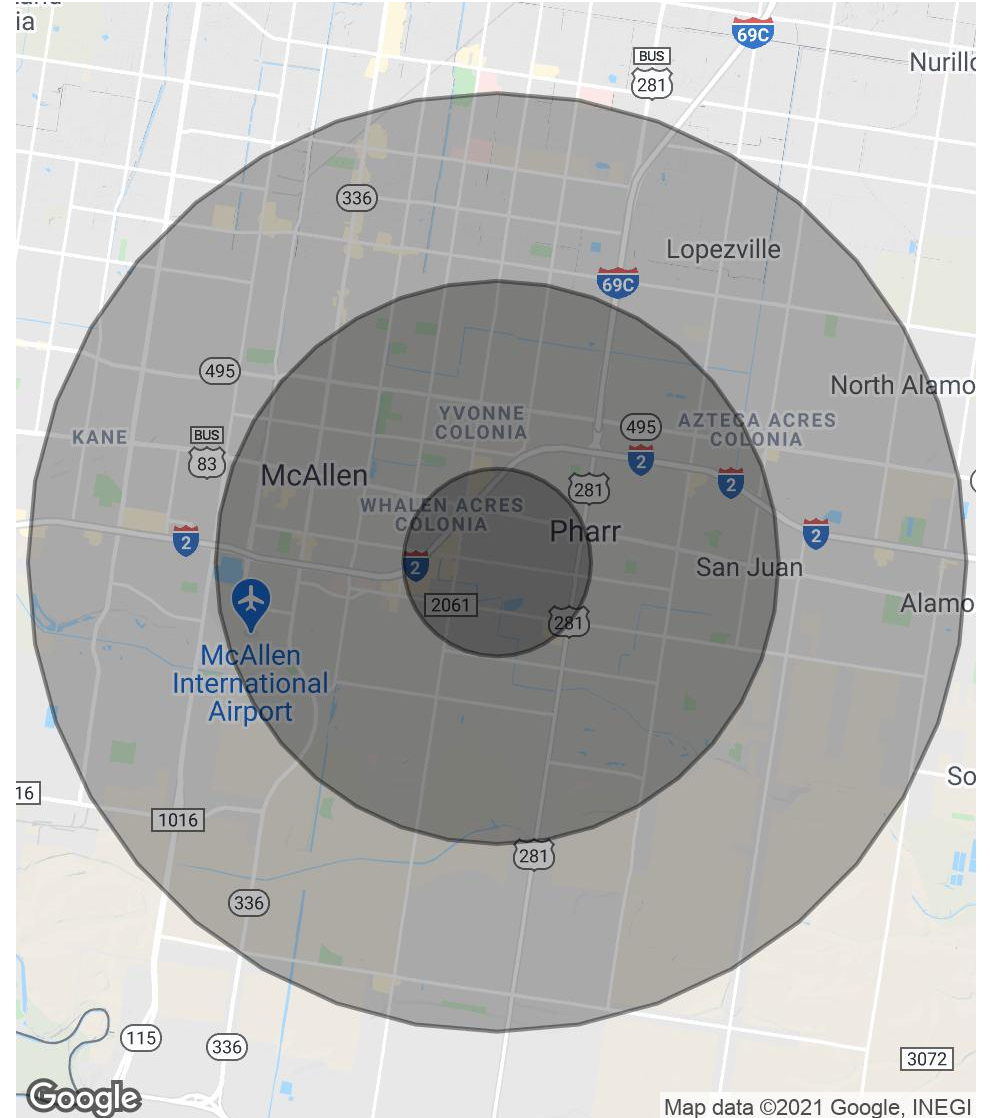 ia
69C
BUS
281
Nurillo
336
Lopezville
69C
495
North Alamo
YVONNE
COLONIA
495
AZTECA ACRES
COLONIA
KANE
BUS
83
2
McAllen
2
281
WHALEN ACRES
COLONIA
Pharr
2
2
2
San Juan
2061
281
Alamo
McAllen
International
Airport
So
16
1016
281
336
115
336
3072
Google
Map data ©2021 Google, INEGI